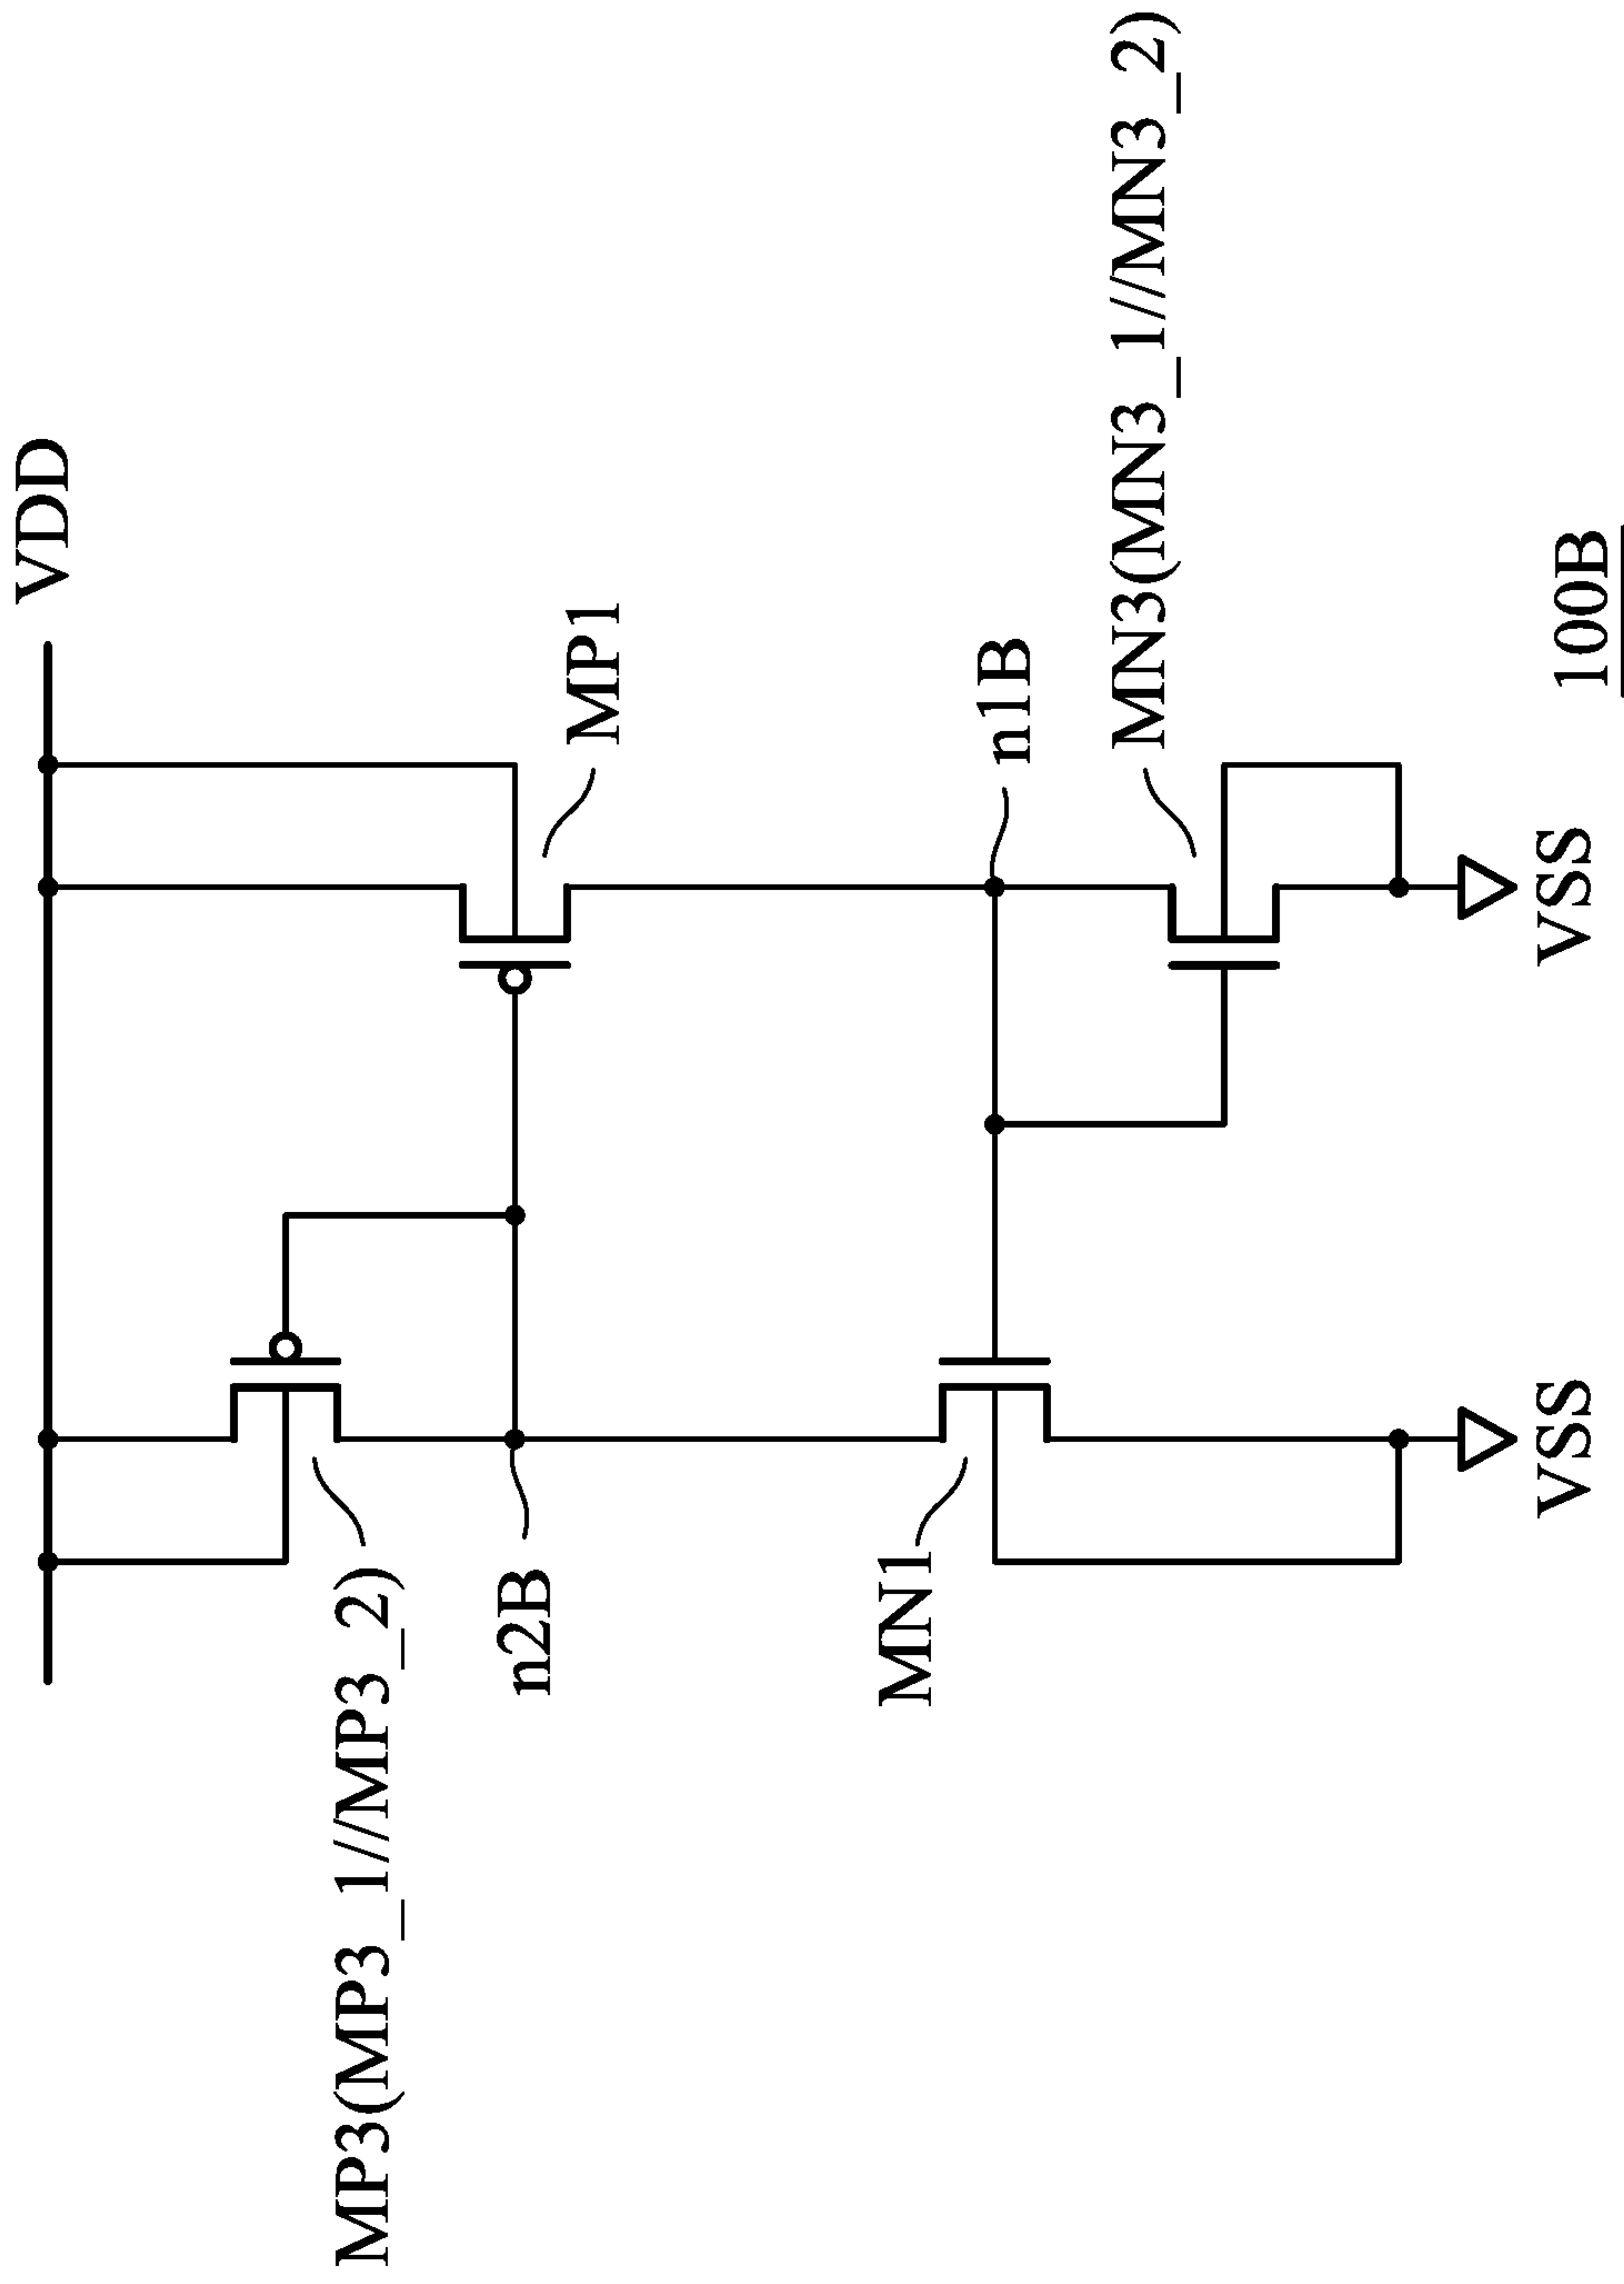 VDD
MP3(MP3_1//MP3_2)
MP1
n2B
n1B
MN1
MN3(MN3_1//MN3_2)
VSS
VSS
100B